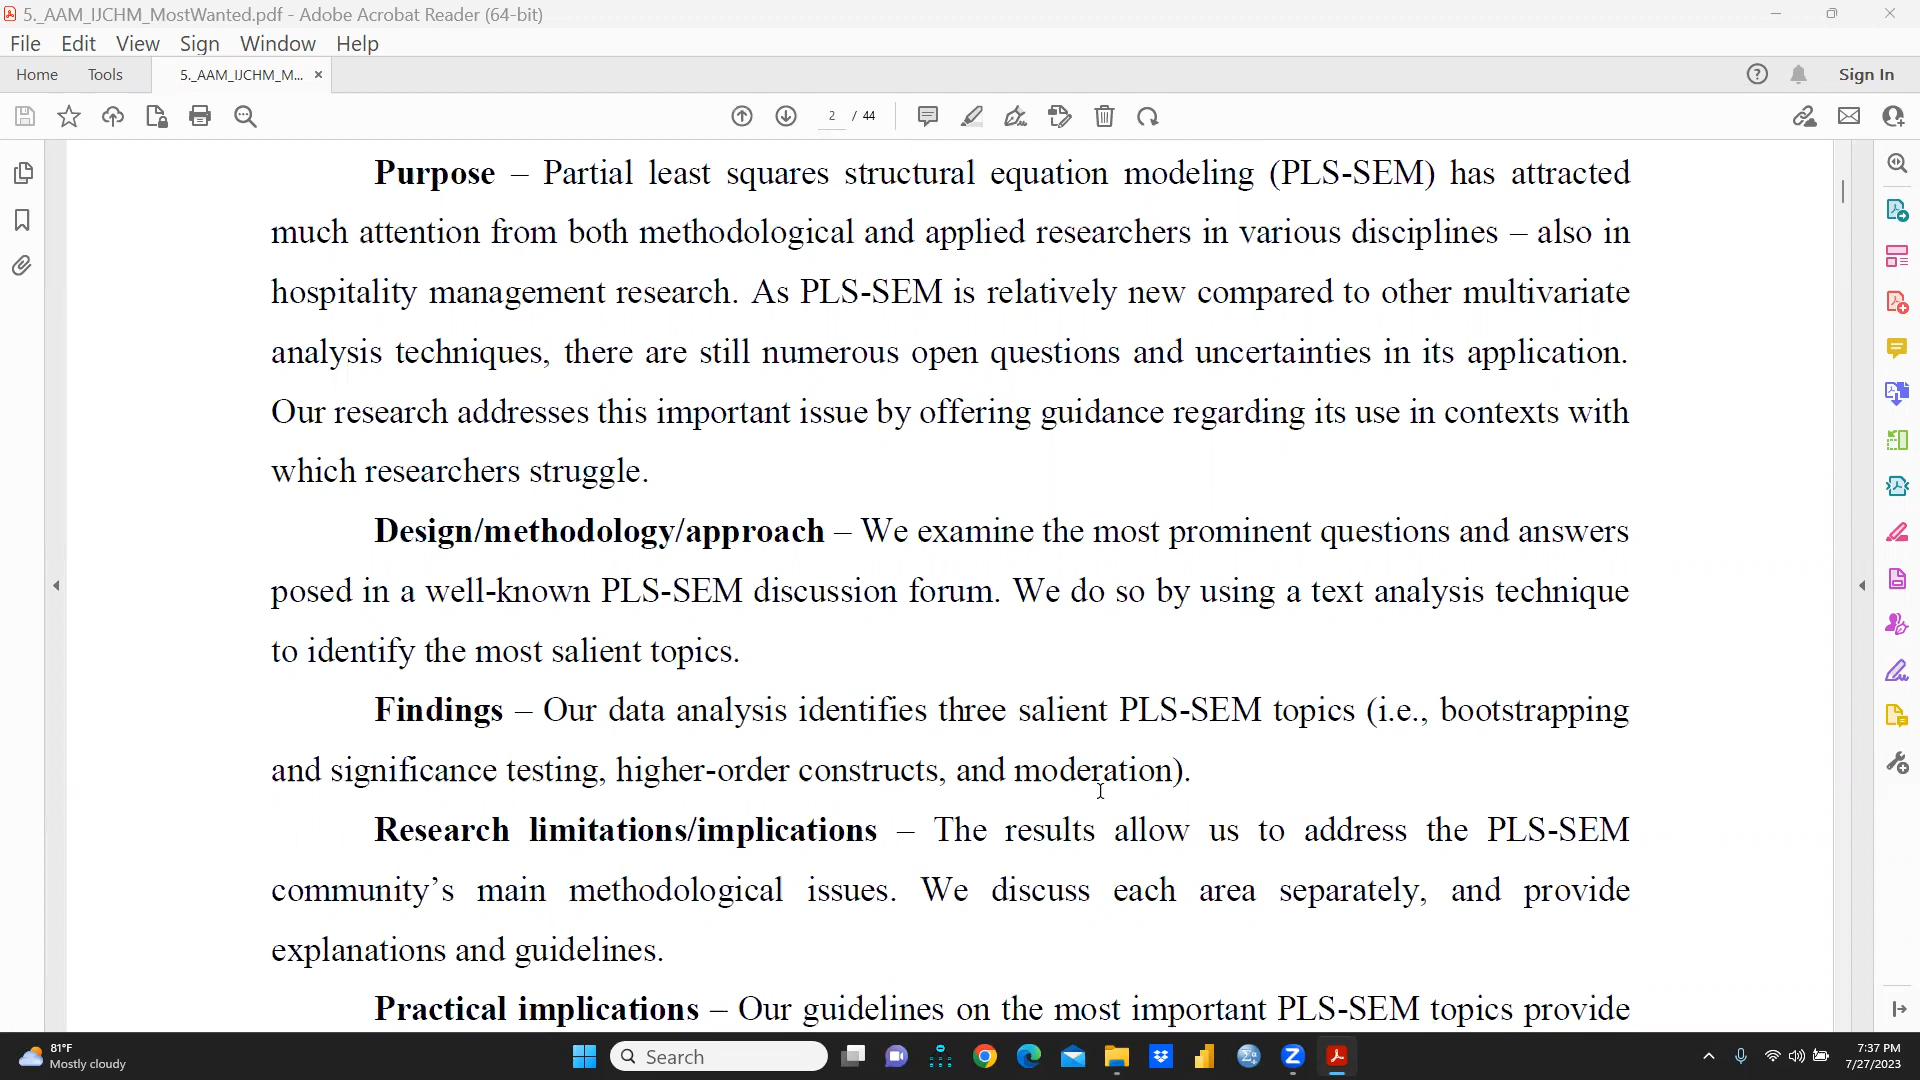 5._AAM_IJCHM_MostWanted.pdf - Adobe Acrobat Reader (64-bit)
File Edit View Sign Window Help
Home Tools 5._AAM_IJCHM_M... × Sign In
2 / 44
Purpose – Partial least squares structural equation modeling (PLS-SEM) has attracted
much attention from both methodological and applied researchers in various disciplines – also in
hospitality management research. As PLS-SEM is relatively new compared to other multivariate
analysis techniques, there are still numerous open questions and uncertainties in its application.
Our research addresses this important issue by offering guidance regarding its use in contexts with
which researchers struggle.
Design/methodology/approach – We examine the most prominent questions and answers
posed in a well-known PLS-SEM discussion forum. We do so by using a text analysis technique
to identify the most salient topics.
Findings – Our data analysis identifies three salient PLS-SEM topics (i.e., bootstrapping
and significance testing, higher-order constructs, and moderation).
Research limitations/implications – The results allow us to address the PLS-SEM
community’s main methodological issues. We discuss each area separately, and provide
explanations and guidelines.
Practical implications – Our guidelines on the most important PLS-SEM topics provide
81°F
Mostly cloudy
Search
7:37 PM
7/27/2023